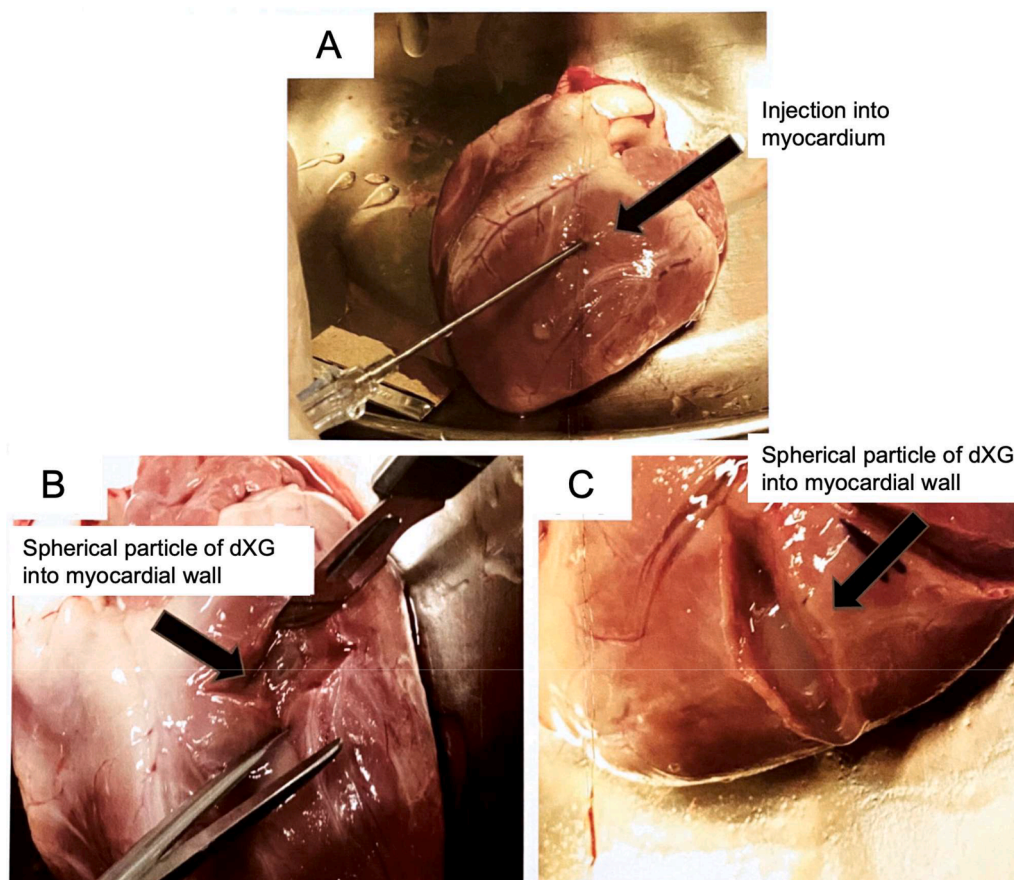 A
Injection into
myocardium
B
Spherical particle of dXG
into myocardial wall
C
Spherical particle of dXG
into myocardial wall